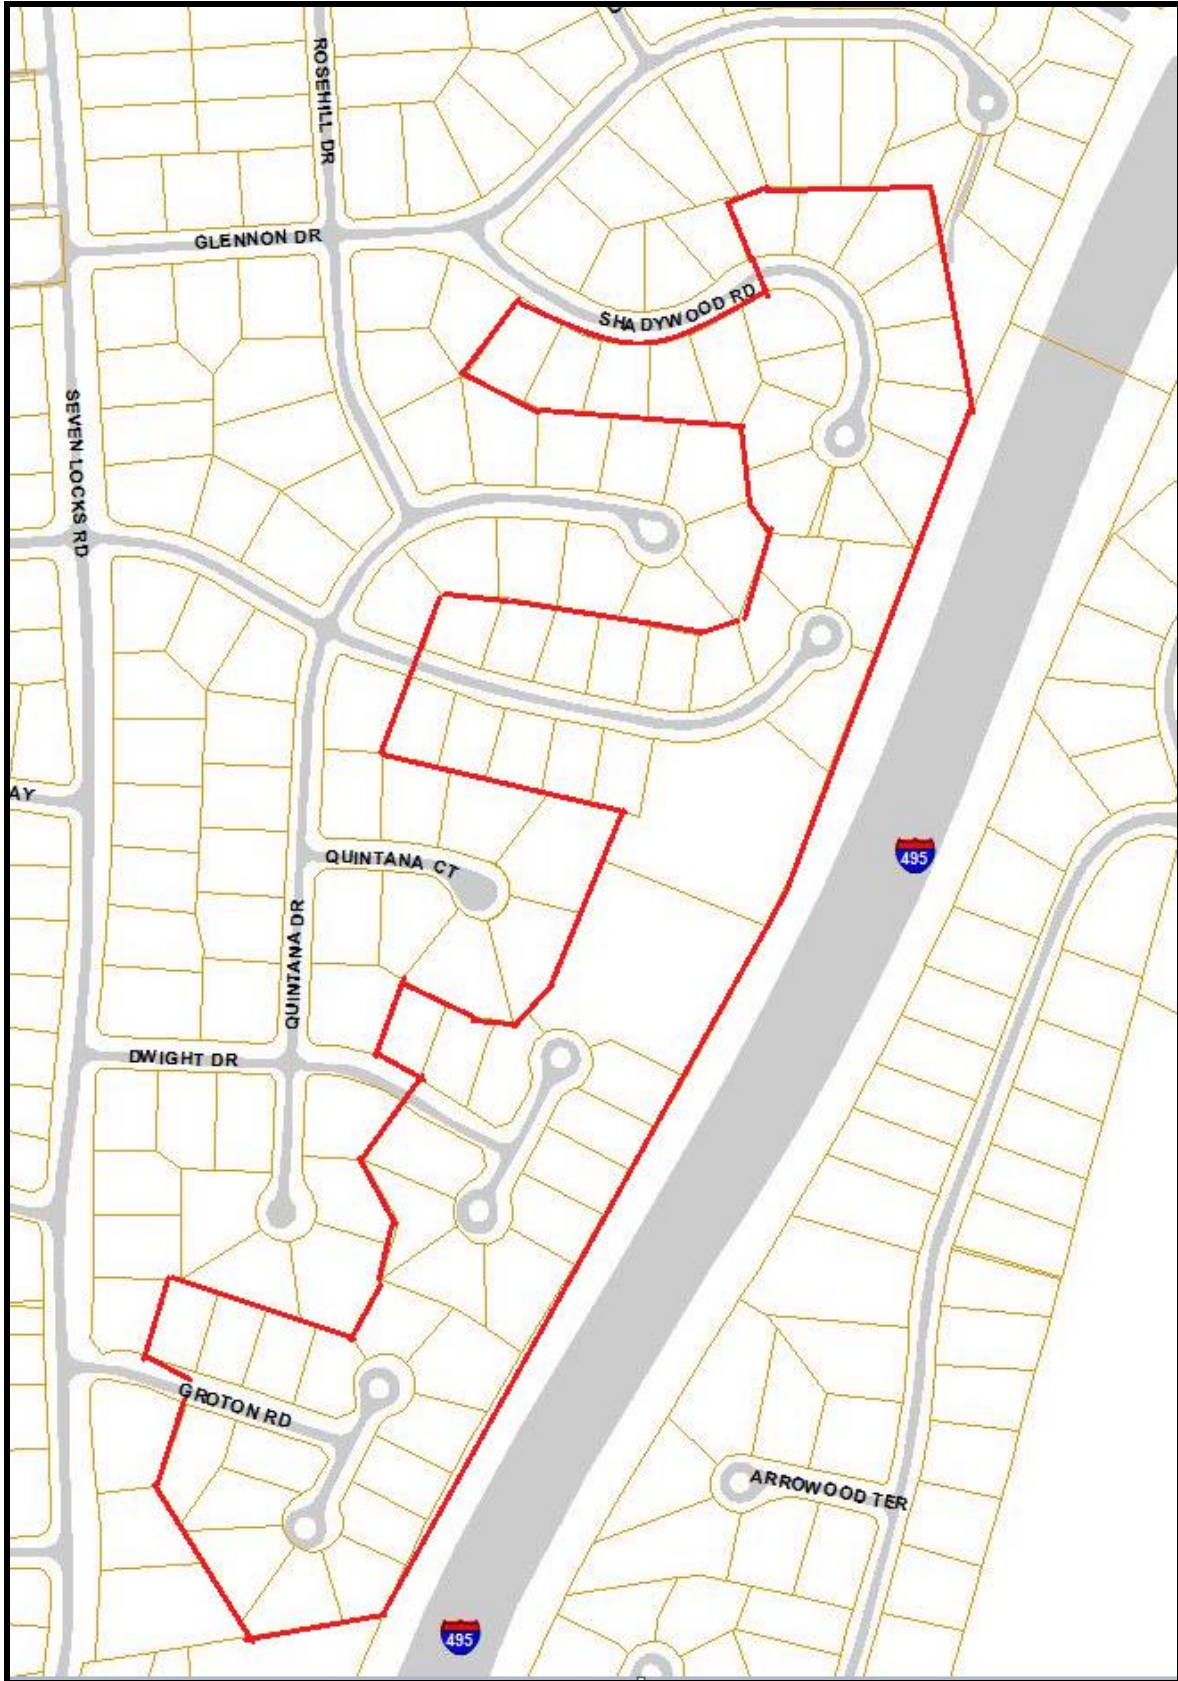 ROSEHILL DR
GLENNON DR
SHADYWOOD RD
SEVEN LOCKS RD
AY
QUINTANA CT
495
QUINTANA DR
DWIGHT DR
GROTON RD
ARROWOOD TER
495